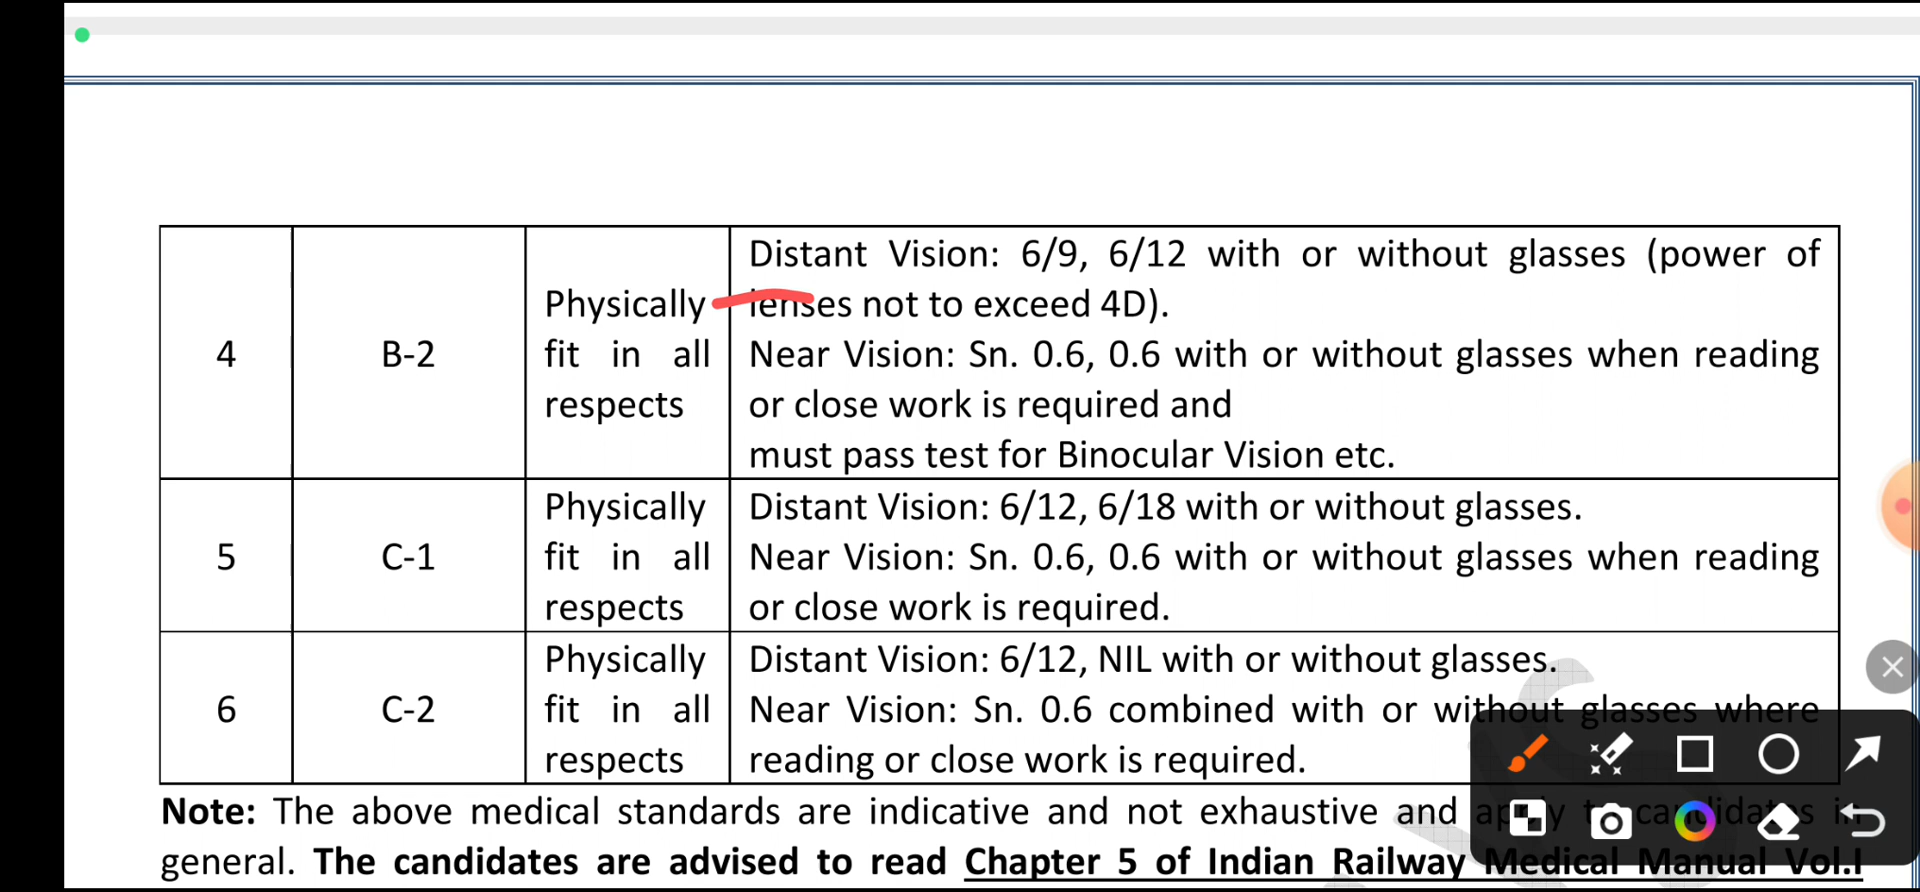 4
B-2
Physically
fit in all
respects
Distant Vision: 6/9, 6/12 with or without glasses (power of
lenses not to exceed 4D).
Near Vision: Sn. 0.6, 0.6 with or without glasses when reading
or close work is required and
must pass test for Binocular Vision etc.
5
C-1
Physically
fit in all
respects
Distant Vision: 6/12, 6/18 with or without glasses.
Near Vision: Sn. 0.6, 0.6 with or without glasses when reading
or close work is required.
6
C-2
Physically
fit in all
respects
Distant Vision: 6/12, NIL with or without glasses.
Near Vision: Sn. 0.6 combined with or without glasses where
reading or close work is required.
Note: The above medical standards are indicative and not exhaustive and apply to candidates in
general. The candidates are advised to read Chapter 5 of Indian Railway Medical Manual Vol.I